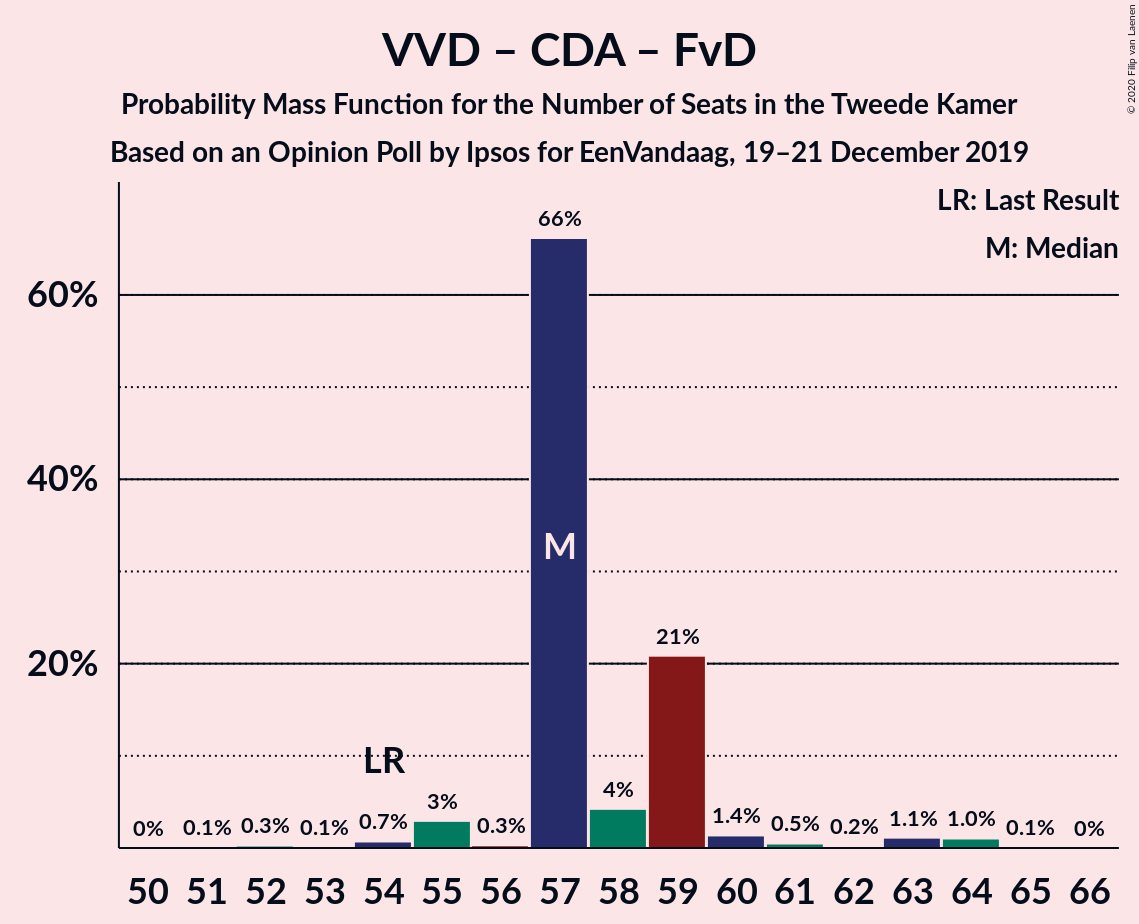 VVD – CDA – FvD
Probability Mass Function for the Number of Seats in the Tweede Kamer
Based on an Opinion Poll by Ipsos for EenVandaag, 19–21 December 2019
© 2020 Filip van Laenen
LR: Last Result
M: Median
66%
60%
40%
M
21%
20%
LR
0% 0.1% 0.3% 0.1% 0.7% 3% 0.3% 4% 1.4% 0.5% 0.2% 1.1% 1.0% 0.1% 0%
50 51 52 53 54 55 56 57 58 59 60 61 62 63 64 65 66